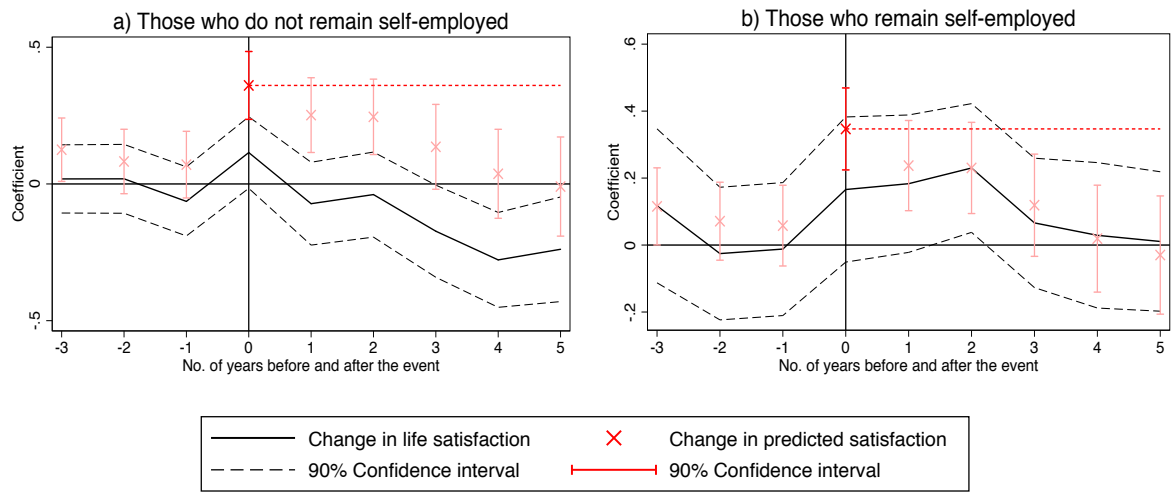 a) Those who do not remain self-employed
.5
0
-.5
Coefficient
-3 -2 -1 0 1 2 3 4 5
No. of years before and after the event
b) Those who remain self-employed
.6
.4
.2
0
-.2
Coefficient
-3 -2 -1 0 1 2 3 4 5
No. of years before and after the event
Change in life satisfaction
Change in predicted satisfaction
90% Confidence interval
90% Confidence interval